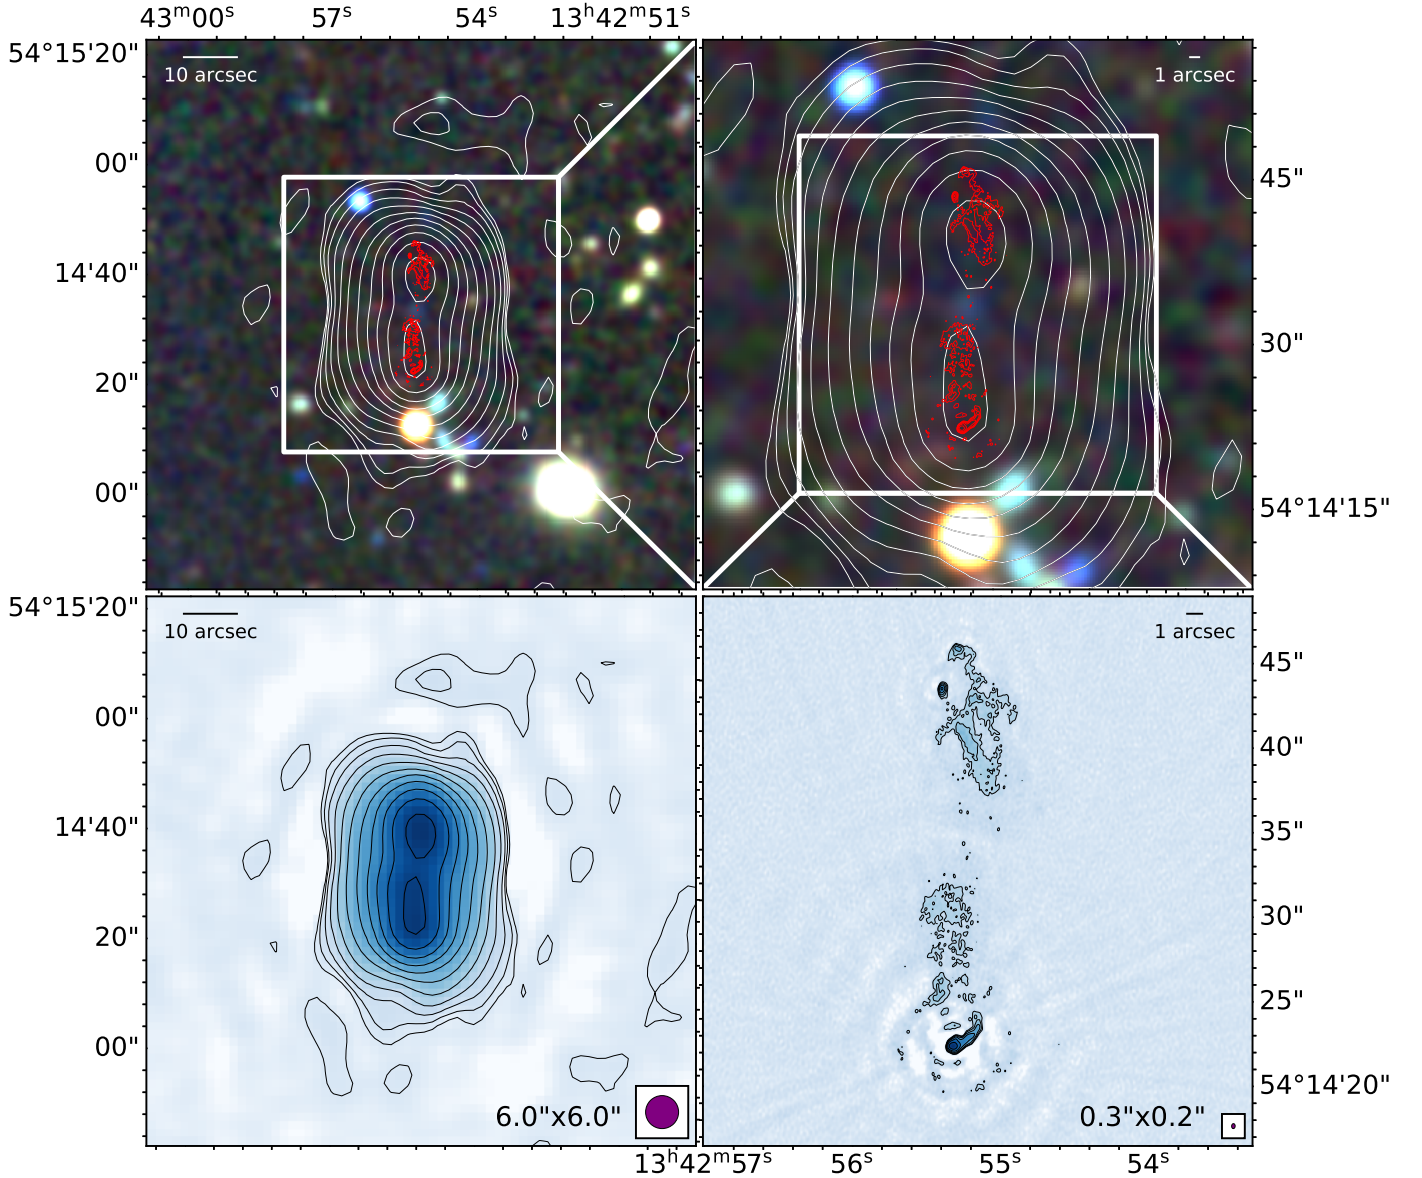 43ᵐ00ˢ 57ˢ 54ˢ 13ʰ42ᵐ51ˢ
54°15'20"
10 arcsec
1 arcsec
00"
45"
14'40"
30"
20"
00"
54°14'15"
54°15'20"
10 arcsec
1 arcsec
45"
00"
40"
14'40"
35"
30"
20"
25"
00"
54°14'20"
6.0"x6.0"
0.3"x0.2"
13ʰ42ᵐ57ˢ 56ˢ 55ˢ 54ˢ